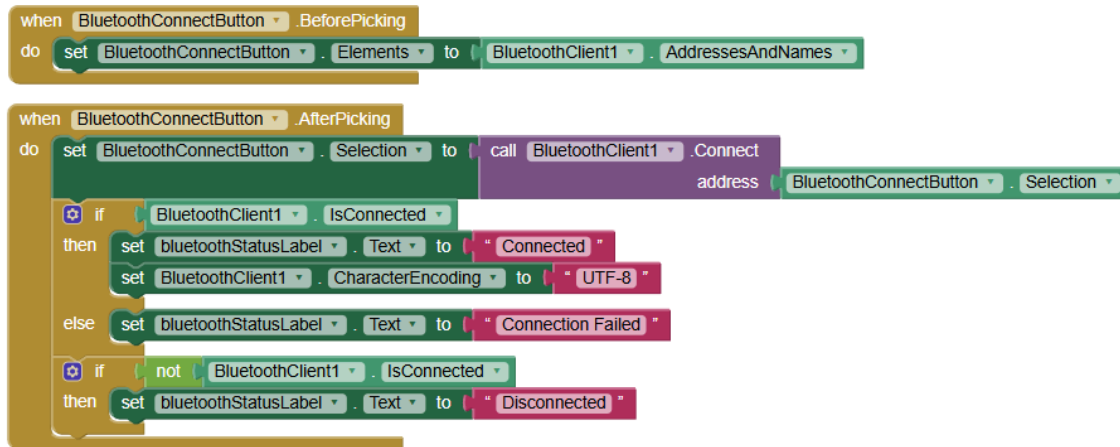 when BluetoothConnectButton .BeforePicking
do set BluetoothConnectButton . Elements to BluetoothClient1 . AddressesAndNames
when BluetoothConnectButton .AfterPicking
do set BluetoothConnectButton . Selection to call BluetoothClient1 .Connect
address BluetoothConnectButton . Selection
if BluetoothClient1 . IsConnected
then set bluetoothStatusLabel . Text to " Connected "
set BluetoothClient1 . CharacterEncoding to " UTF-8 "
else set bluetoothStatusLabel . Text to " Connection Failed "
if not BluetoothClient1 . IsConnected
then set bluetoothStatusLabel . Text to " Disconnected "